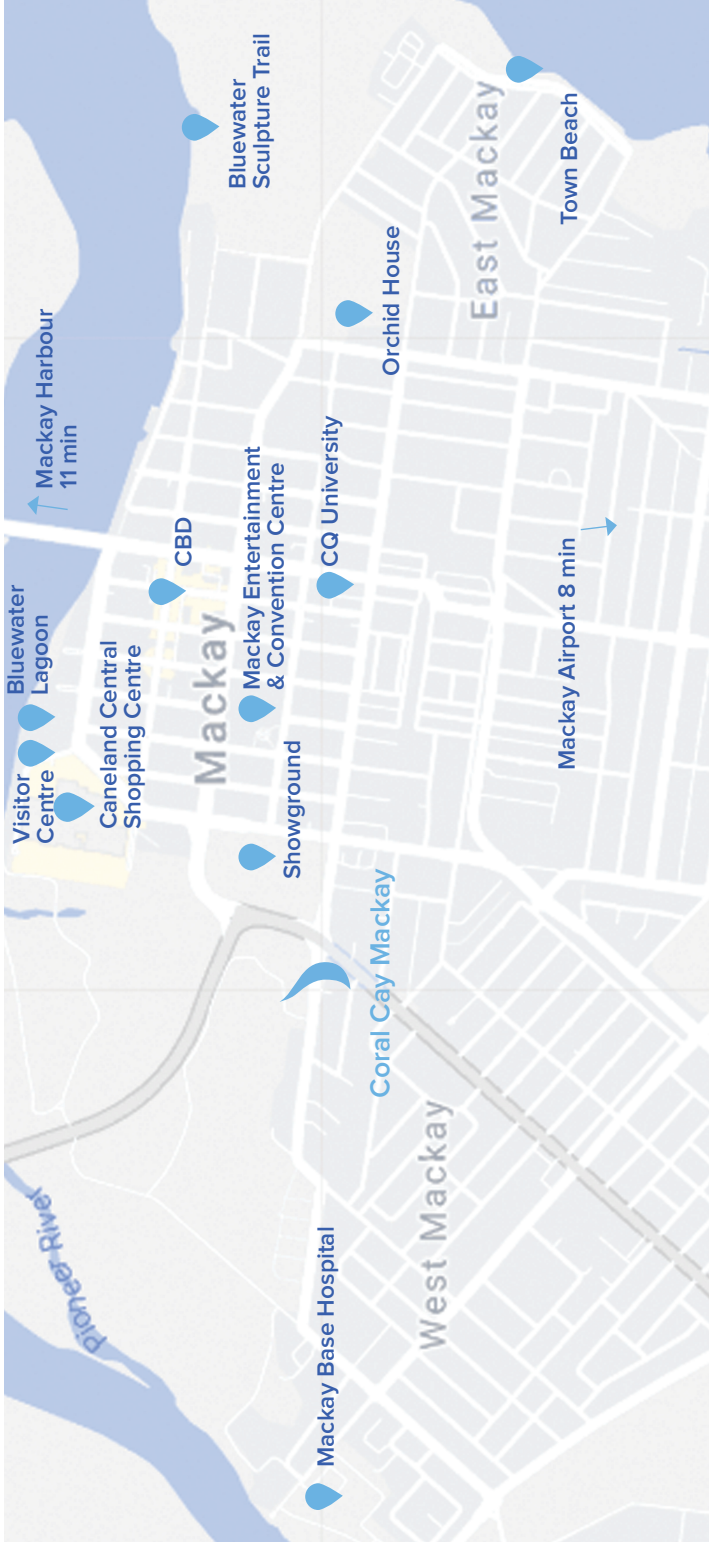 Pioneer River
Mackay Base Hospital
West Mackay
Coral Cay Mackay
Showground
Visitor
Centre
Bluewater
Lagoon
Caneland Central
Shopping Centre
Mackay
Mackay Entertainment
& Convention Centre
CBD
CQ University
Mackay Airport 8 min
Mackay Harbour
11 min
Orchid House
Bluewater
Sculpture Trail
East Mackay
Town Beach